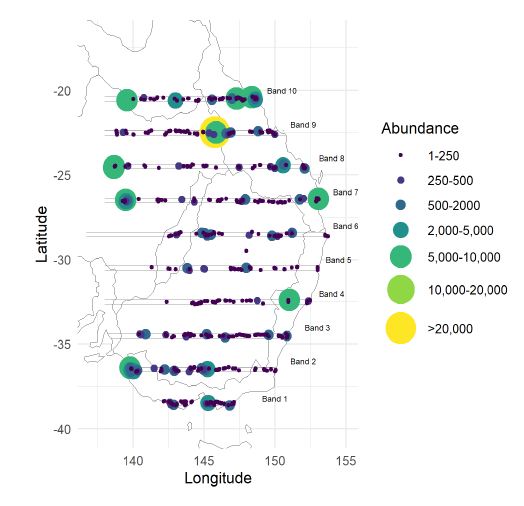 -20
-25
-30
-35
-40
Latitude
140
145
150
155
Longitude
Band 10
Band 9
Band 8
Band 7
Band 6
Band 5
Band 4
Band 3
Band 2
Band 1
Abundance
1-250
250-500
500-2000
2,000-5,000
5,000-10,000
10,000-20,000
>20,000